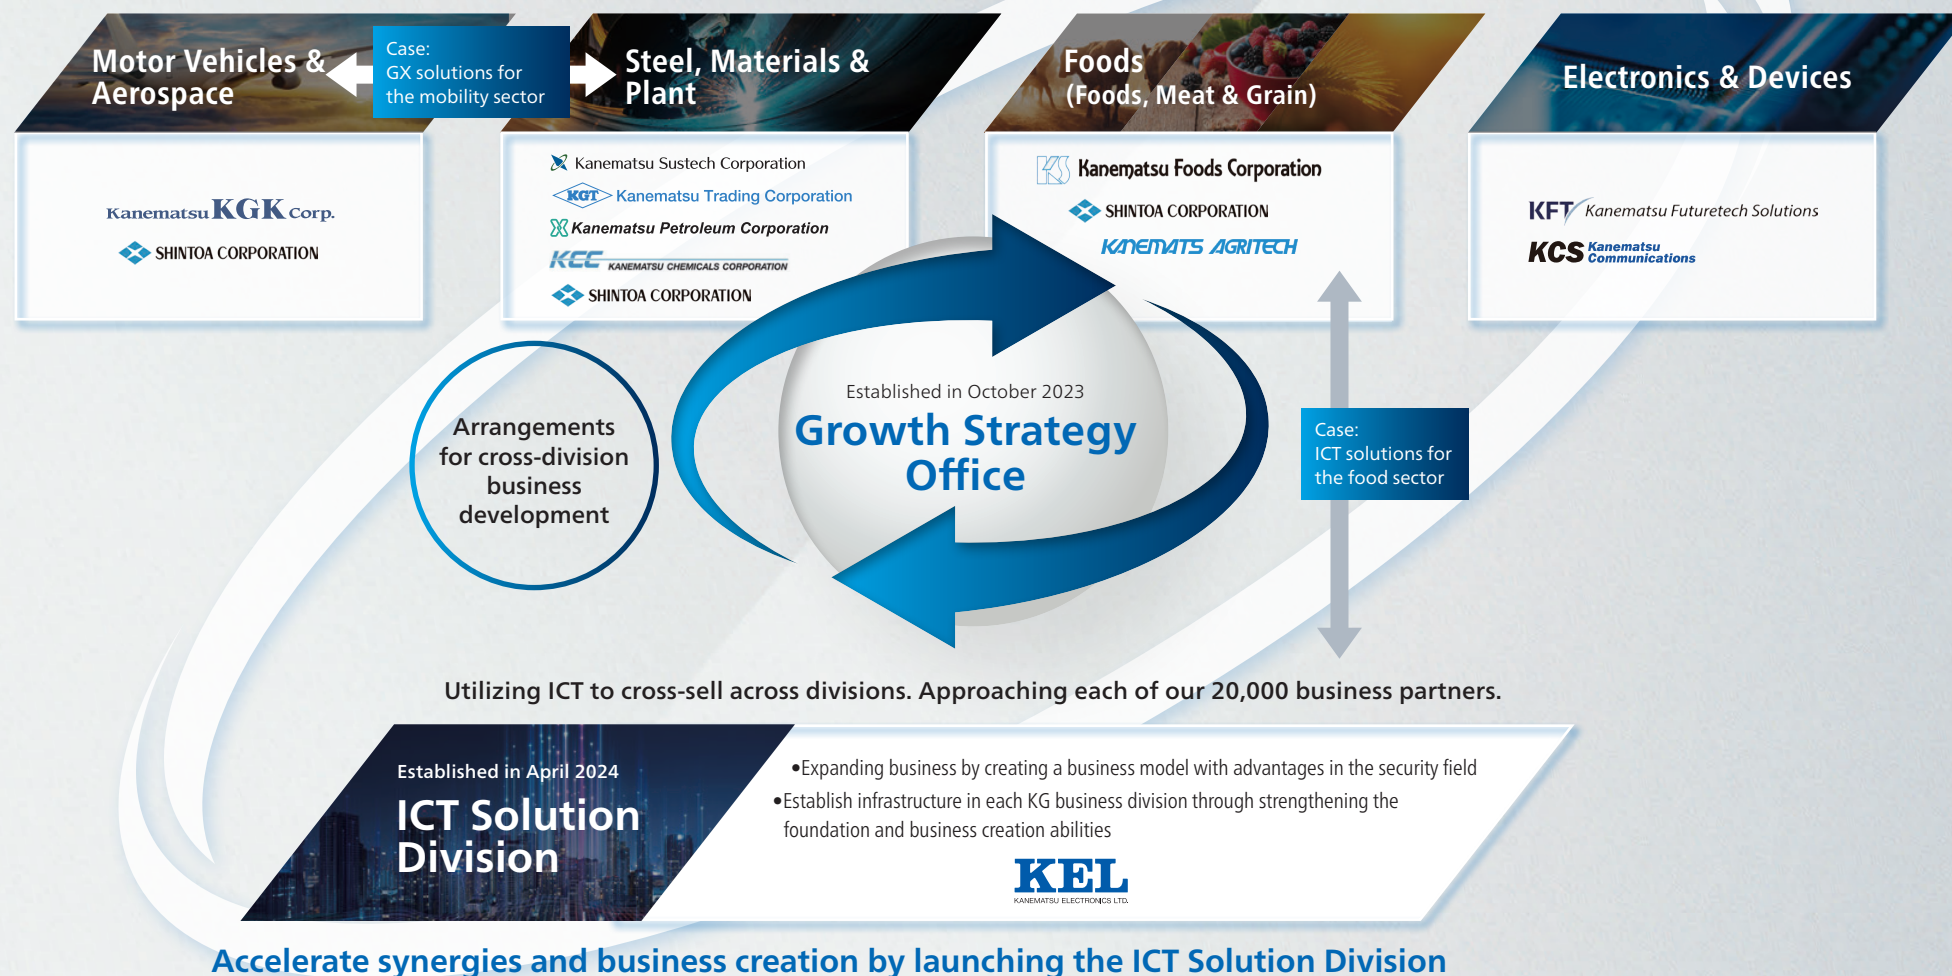 Motor Vehicles &
Aerospace
Case:
GX solutions for
the mobility sector
Steel, Materials &
Plant
Foods
(Foods, Meat & Grain)
Electronics & Devices
Kanematsu KGK Corp.
SHINTOA CORPORATION
Kanematsu Sustech Corporation
KGT Kanematsu Trading Corporation
Kanematsu Petroleum Corporation
KCC KANEMATSU CHEMICALS CORPORATION
SHINTOA CORPORATION
KS Kanematsu Foods Corporation
SHINTOA CORPORATION
KANEMATS AGRITECH
KFT Kanematsu Futuretech Solutions
KCS Kanematsu
Communications
Arrangements
for cross-division
business
development
Established in October 2023
Growth Strategy
Office
Case:
ICT solutions for
the food sector
Utilizing ICT to cross-sell across divisions. Approaching each of our 20,000 business partners.
Established in April 2024
ICT Solution
Division
•Expanding business by creating a business model with advantages in the security field
•Establish infrastructure in each KG business division through strengthening the
foundation and business creation abilities
KEL
KANEMATSU ELECTRONICS LTD.
Accelerate synergies and business creation by launching the ICT Solution Division